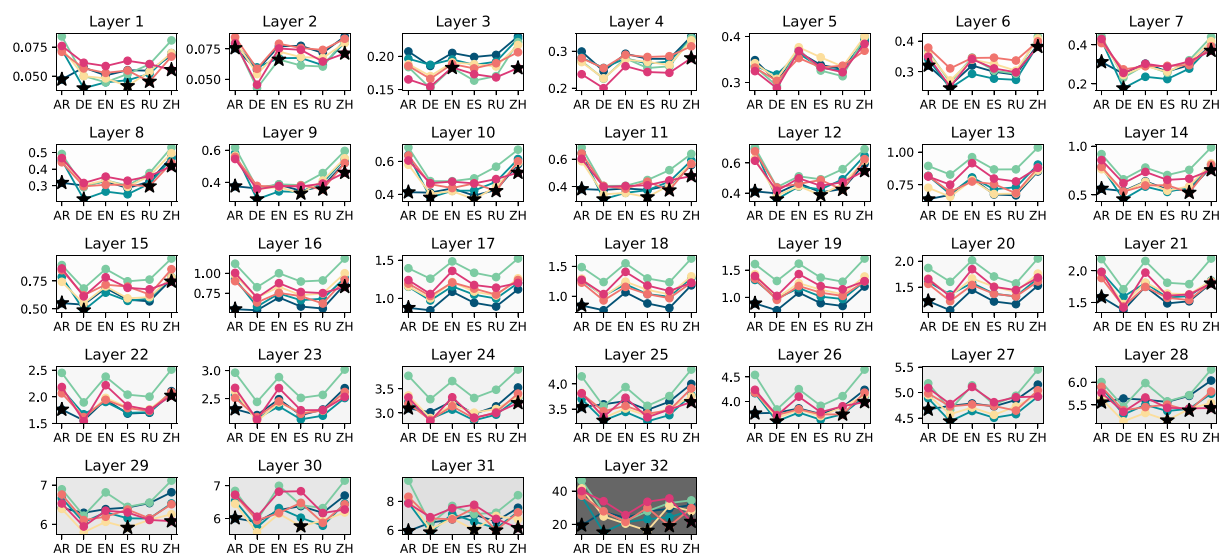 Layer 1 Layer 2 Layer 3 Layer 4 Layer 5 Layer 6 Layer 7
0.075 0.050 0.075 0.050 0.20 0.15 0.3 0.2 0.4 0.3 0.4 0.3 0.4 0.2
AR DE EN ES RU ZH AR DE EN ES RU ZH AR DE EN ES RU ZH AR DE EN ES RU ZH AR DE EN ES RU ZH AR DE EN ES RU ZH AR DE EN ES RU ZH
Layer 8 Layer 9 Layer 10 Layer 11 Layer 12 Layer 13 Layer 14
0.5 0.4 0.3 0.6 0.4 0.6 0.4 0.6 0.4 0.6 0.4 1.00 0.75 1.0 0.5
AR DE EN ES RU ZH AR DE EN ES RU ZH AR DE EN ES RU ZH AR DE EN ES RU ZH AR DE EN ES RU ZH AR DE EN ES RU ZH AR DE EN ES RU ZH
Layer 15 Layer 16 Layer 17 Layer 18 Layer 19 Layer 20 Layer 21
0.75 0.50 1.00 0.75 1.5 1.0 1.5 1.0 1.5 1.0 2.0 1.5 2.0 1.5
AR DE EN ES RU ZH AR DE EN ES RU ZH AR DE EN ES RU ZH AR DE EN ES RU ZH AR DE EN ES RU ZH AR DE EN ES RU ZH AR DE EN ES RU ZH
Layer 22 Layer 23 Layer 24 Layer 25 Layer 26 Layer 27 Layer 28
2.5 2.0 1.5 3.0 2.5 3.5 3.0 4.0 3.5 4.5 4.0 5.5 5.0 4.5 6.0 5.5
AR DE EN ES RU ZH AR DE EN ES RU ZH AR DE EN ES RU ZH AR DE EN ES RU ZH AR DE EN ES RU ZH AR DE EN ES RU ZH AR DE EN ES RU ZH
Layer 29 Layer 30 Layer 31 Layer 32
7 6 7 6 8 6 40 20
AR DE EN ES RU ZH AR DE EN ES RU ZH AR DE EN ES RU ZH AR DE EN ES RU ZH